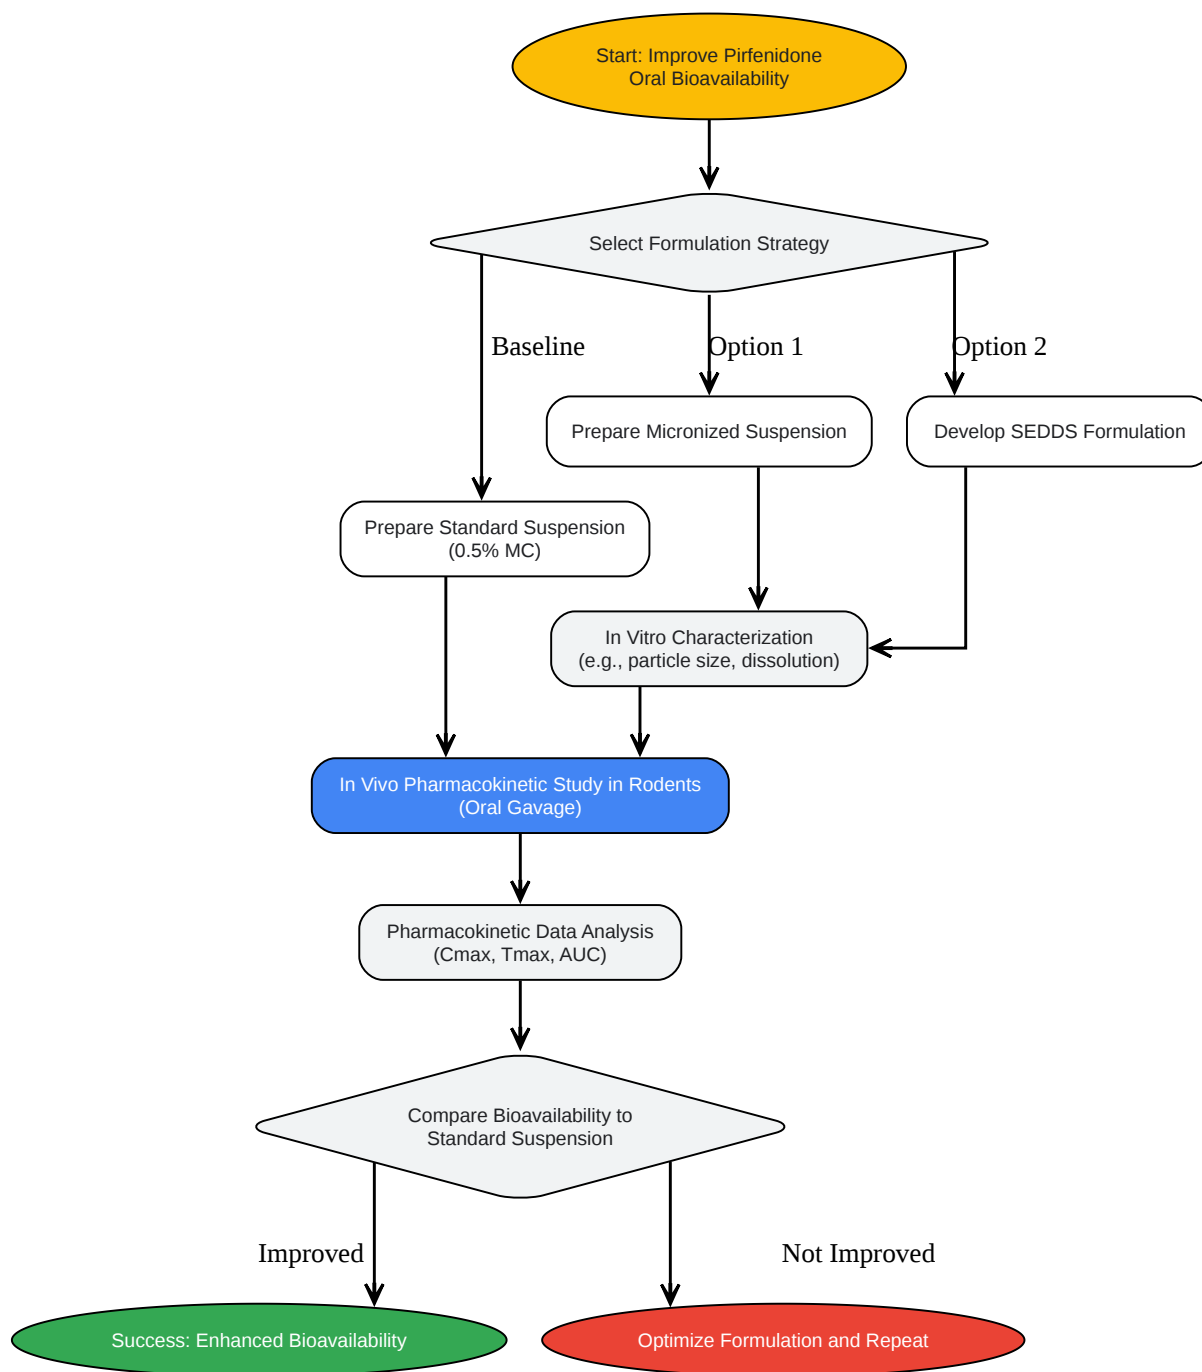 Start: Improve Pirfenidone
Oral Bioavailability
Select Formulation Strategy
Baseline
Option 1
Option 2
Prepare Micronized Suspension
Develop SEDDS Formulation
Prepare Standard Suspension
(0.5% MC)
In Vitro Characterization
(e.g., particle size, dissolution)
In Vivo Pharmacokinetic Study in Rodents
(Oral Gavage)
Pharmacokinetic Data Analysis
(Cmax, Tmax, AUC)
Compare Bioavailability to
Standard Suspension
Improved
Not Improved
Success: Enhanced Bioavailability
Optimize Formulation and Repeat